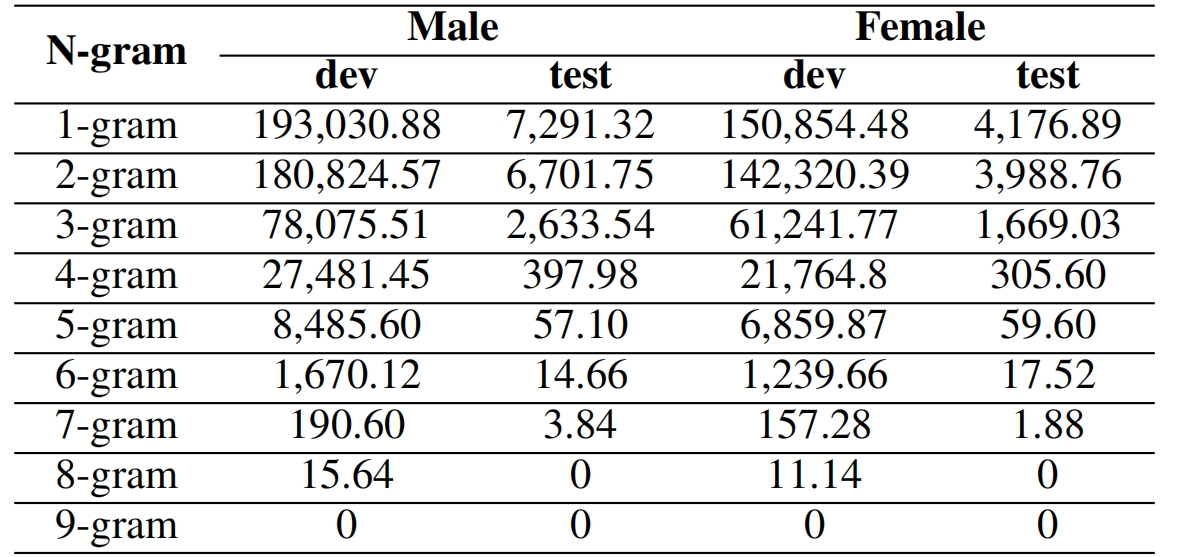 N-gram Male Female
dev test dev test
1-gram 193,030.88 7,291.32 150,854.48 4,176.89
2-gram 180,824.57 6,701.75 142,320.39 3,988.76
3-gram 78,075.51 2,633.54 61,241.77 1,669.03
4-gram 27,481.45 397.98 21,764.8 305.60
5-gram 8,485.60 57.10 6,859.87 59.60
6-gram 1,670.12 14.66 1,239.66 17.52
7-gram 190.60 3.84 157.28 1.88
8-gram 15.64 0 11.14 0
9-gram 0 0 0 0